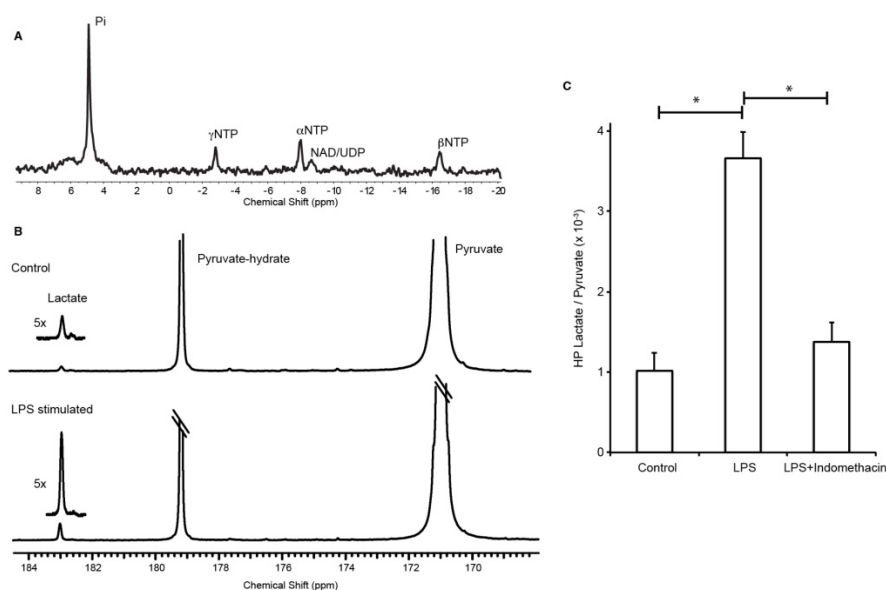 A
Pi
γNTP
αNTP
NAD/UDP
βNTP
8 6 4 2 0 -2 -4 -6 -8 -10 -12 -14 -16 -18 -20
Chemical Shift (ppm)
B
Control
Pyruvate-hydrate
Pyruvate
Lactate
5x
LPS stimulated
5x
184 182 180 178 176 174 172 170
Chemical Shift (ppm)
C
* *
HP Lactate / Pyruvate (x 10⁻³)
4
3
2
1
0
Control LPS LPS+Indomethacin